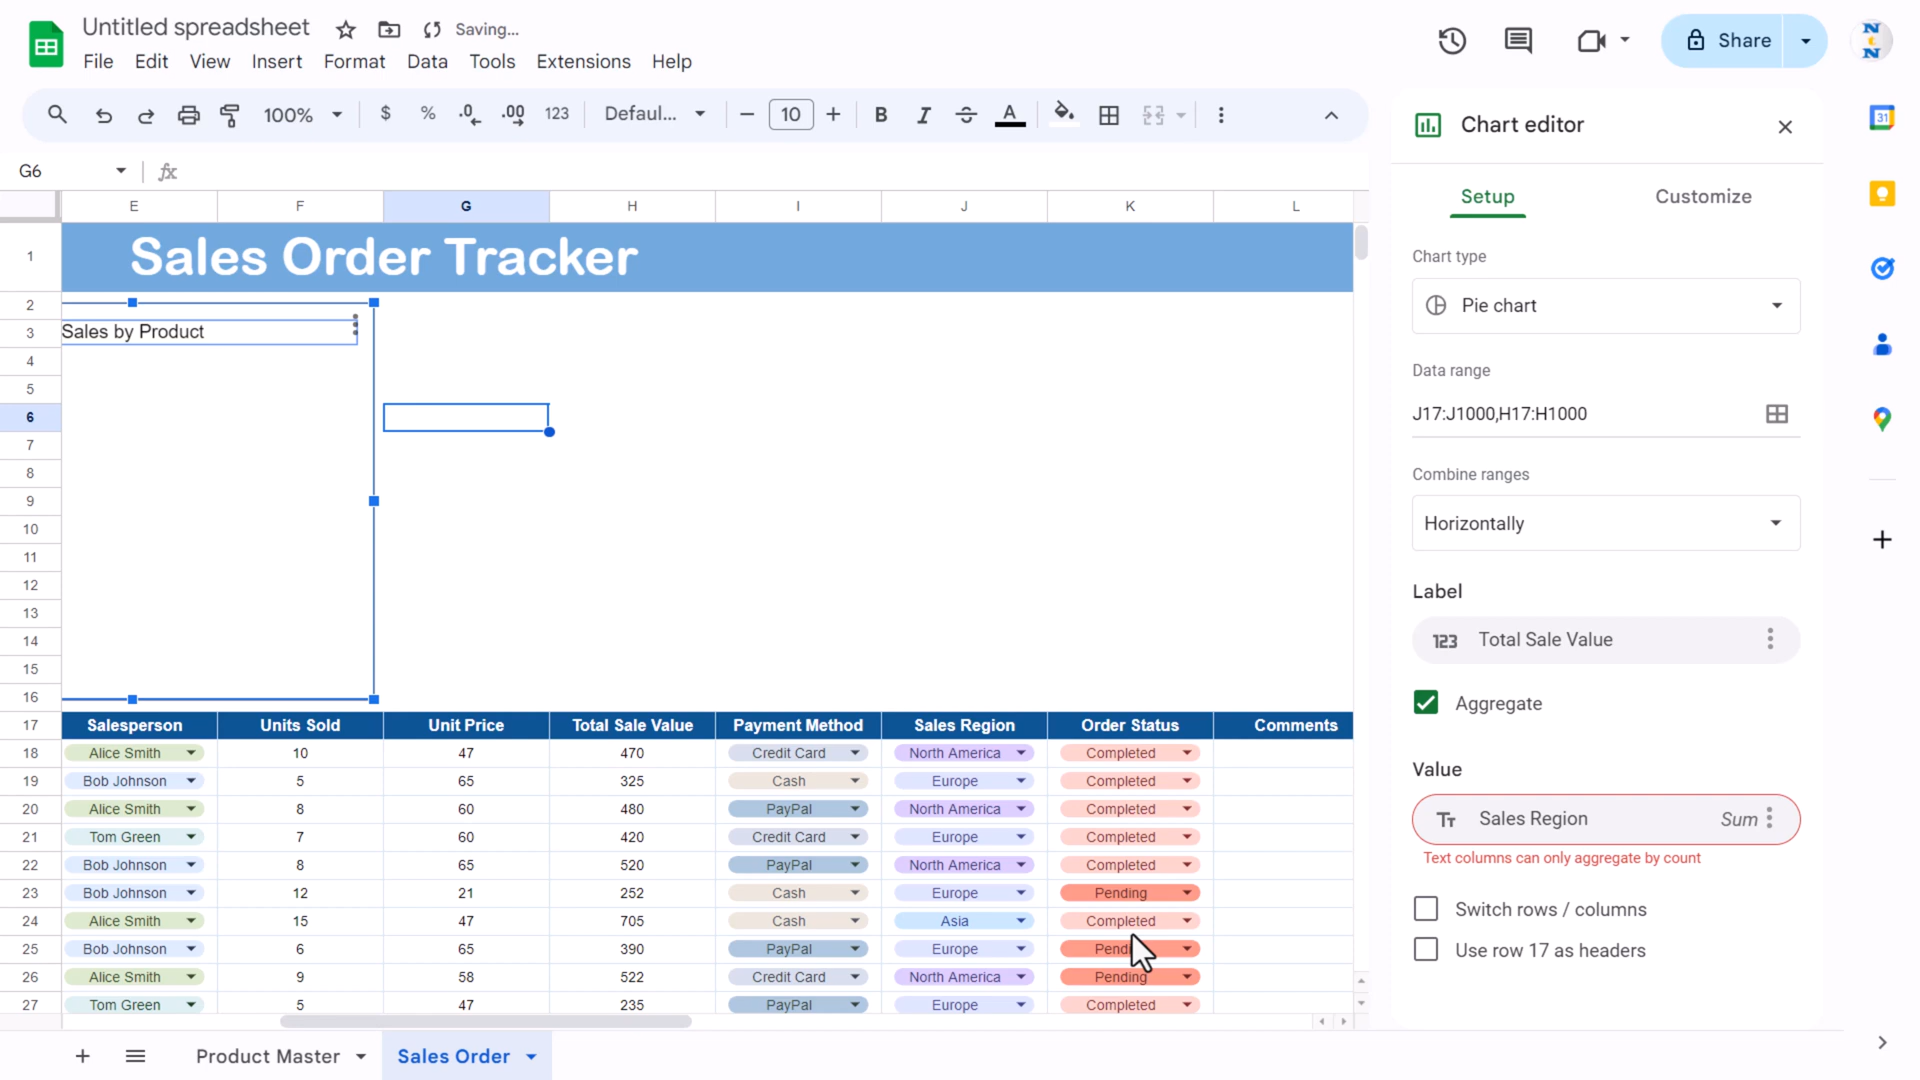 Untitled spreadsheet Saving...
File Edit View Insert Format Data Tools Extensions Help
Share
100% $ % .0 .00 123 Defaul... 10 B I A
G6 fx
Chart editor
Setup Customize
Chart type
Pie chart
Data range
J17:J1000,H17:H1000
Combine ranges
Horizontally
Label
123 Total Sale Value
Aggregate
Value
Tт Sales Region Sum
Text columns can only aggregate by count
Switch rows / columns
Use row 17 as headers
31
E F G H I J K L
1 Sales Order Tracker
2
3 Sales by Product
4
5
6
7
8
9
10
11
12
13
14
15
16
17 Salesperson Units Sold Unit Price Total Sale Value Payment Method Sales Region Order Status Comments
18 Alice Smith 10 47 470 Credit Card North America Completed
19 Bob Johnson 5 65 325 Cash Europe Completed
20 Alice Smith 8 60 480 PayPal North America Completed
21 Tom Green 7 60 420 Credit Card Europe Completed
22 Bob Johnson 8 65 520 PayPal North America Completed
23 Bob Johnson 12 21 252 Cash Europe Pending
24 Alice Smith 15 47 705 Cash Asia Completed
25 Bob Johnson 6 65 390 PayPal Europe Pending
26 Alice Smith 9 58 522 Credit Card North America Pending
27 Tom Green 5 47 235 PayPal Europe Completed
Product Master Sales Order